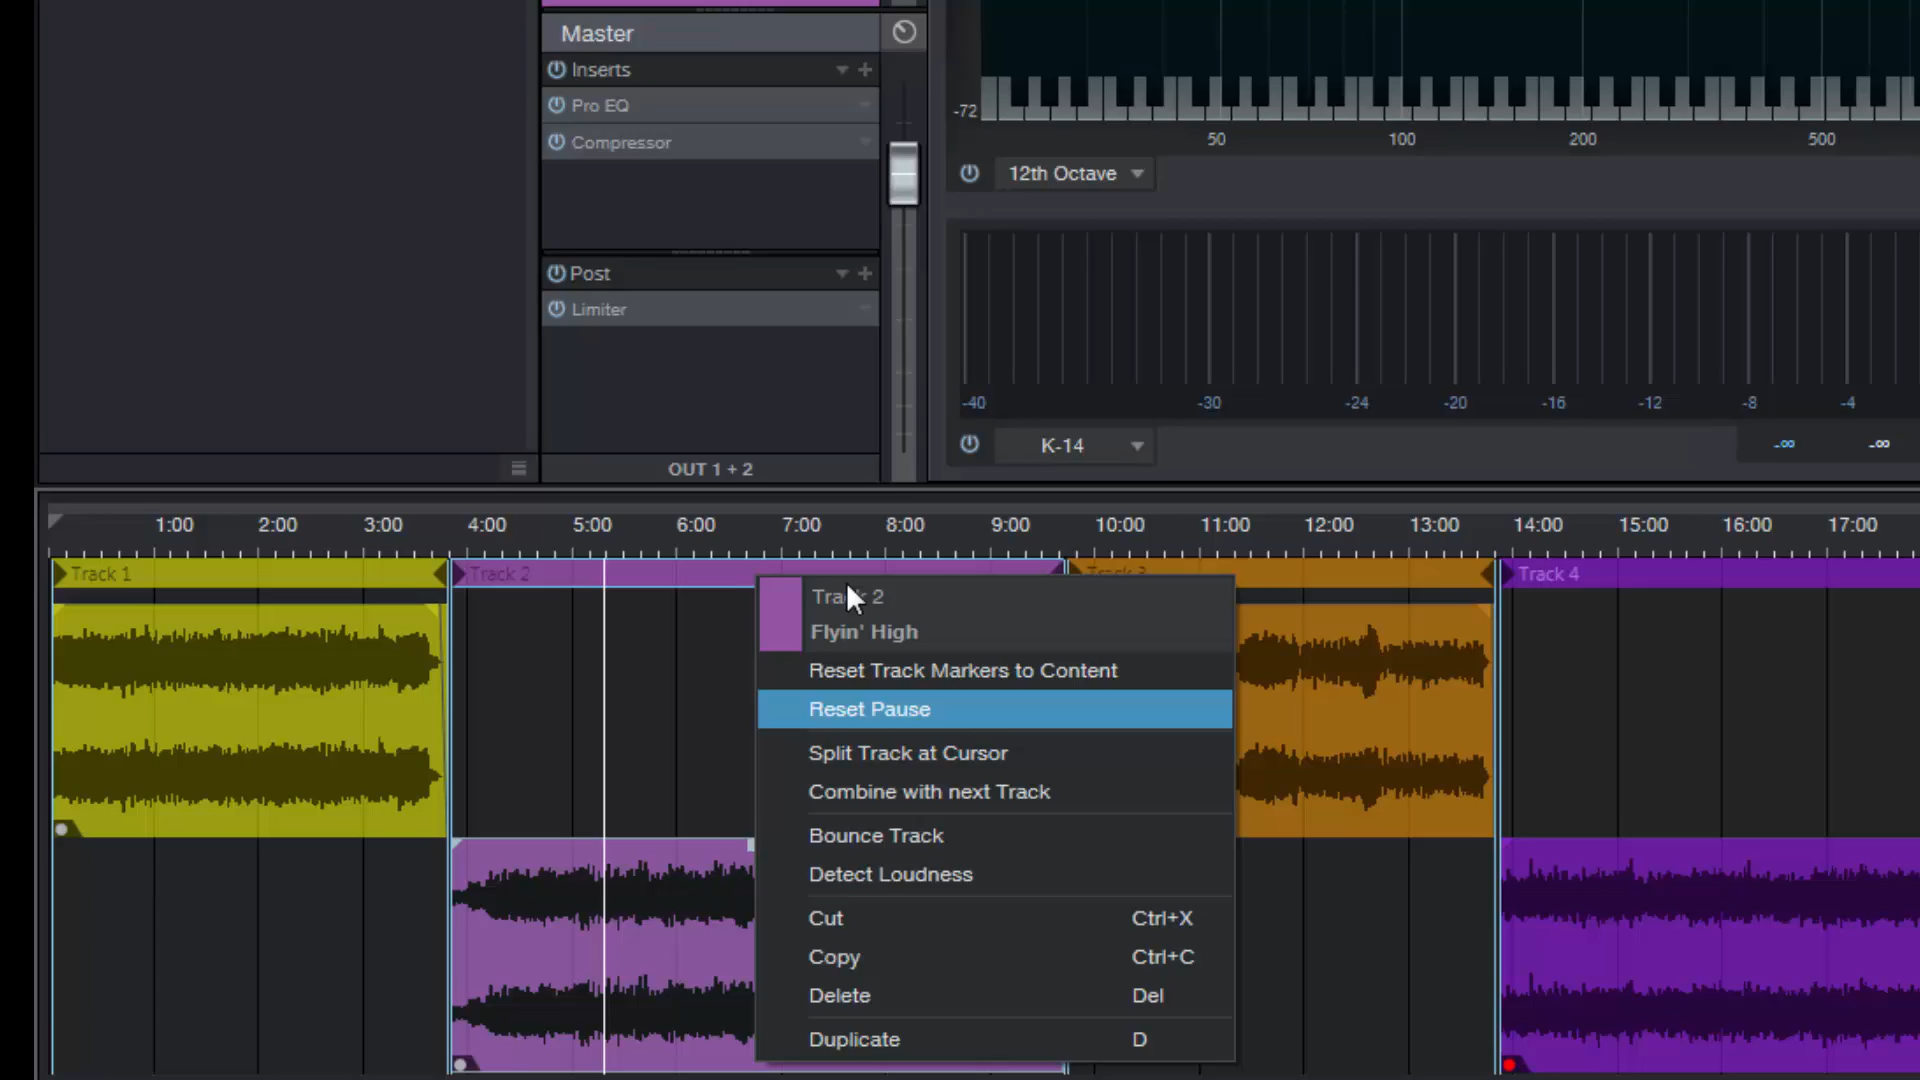 Master
Inserts
Pro EQ
Compressor
Post
Limiter
OUT 1 + 2
-72
50 100 200 500
12th Octave
-40 -30 -24 -20 -16 -12 -8 -4
K-14
-∞ -∞
1:00 2:00 3:00 4:00 5:00 6:00 7:00 8:00 9:00 10:00 11:00 12:00 13:00 14:00 15:00 16:00 17:00
Track 1 Track 2 Track 3 Track 4
Track 2
Flyin' High
Reset Track Markers to Content
Reset Pause
Split Track at Cursor
Combine with next Track
Bounce Track
Detect Loudness
Cut Ctrl+X
Copy Ctrl+C
Delete Del
Duplicate D